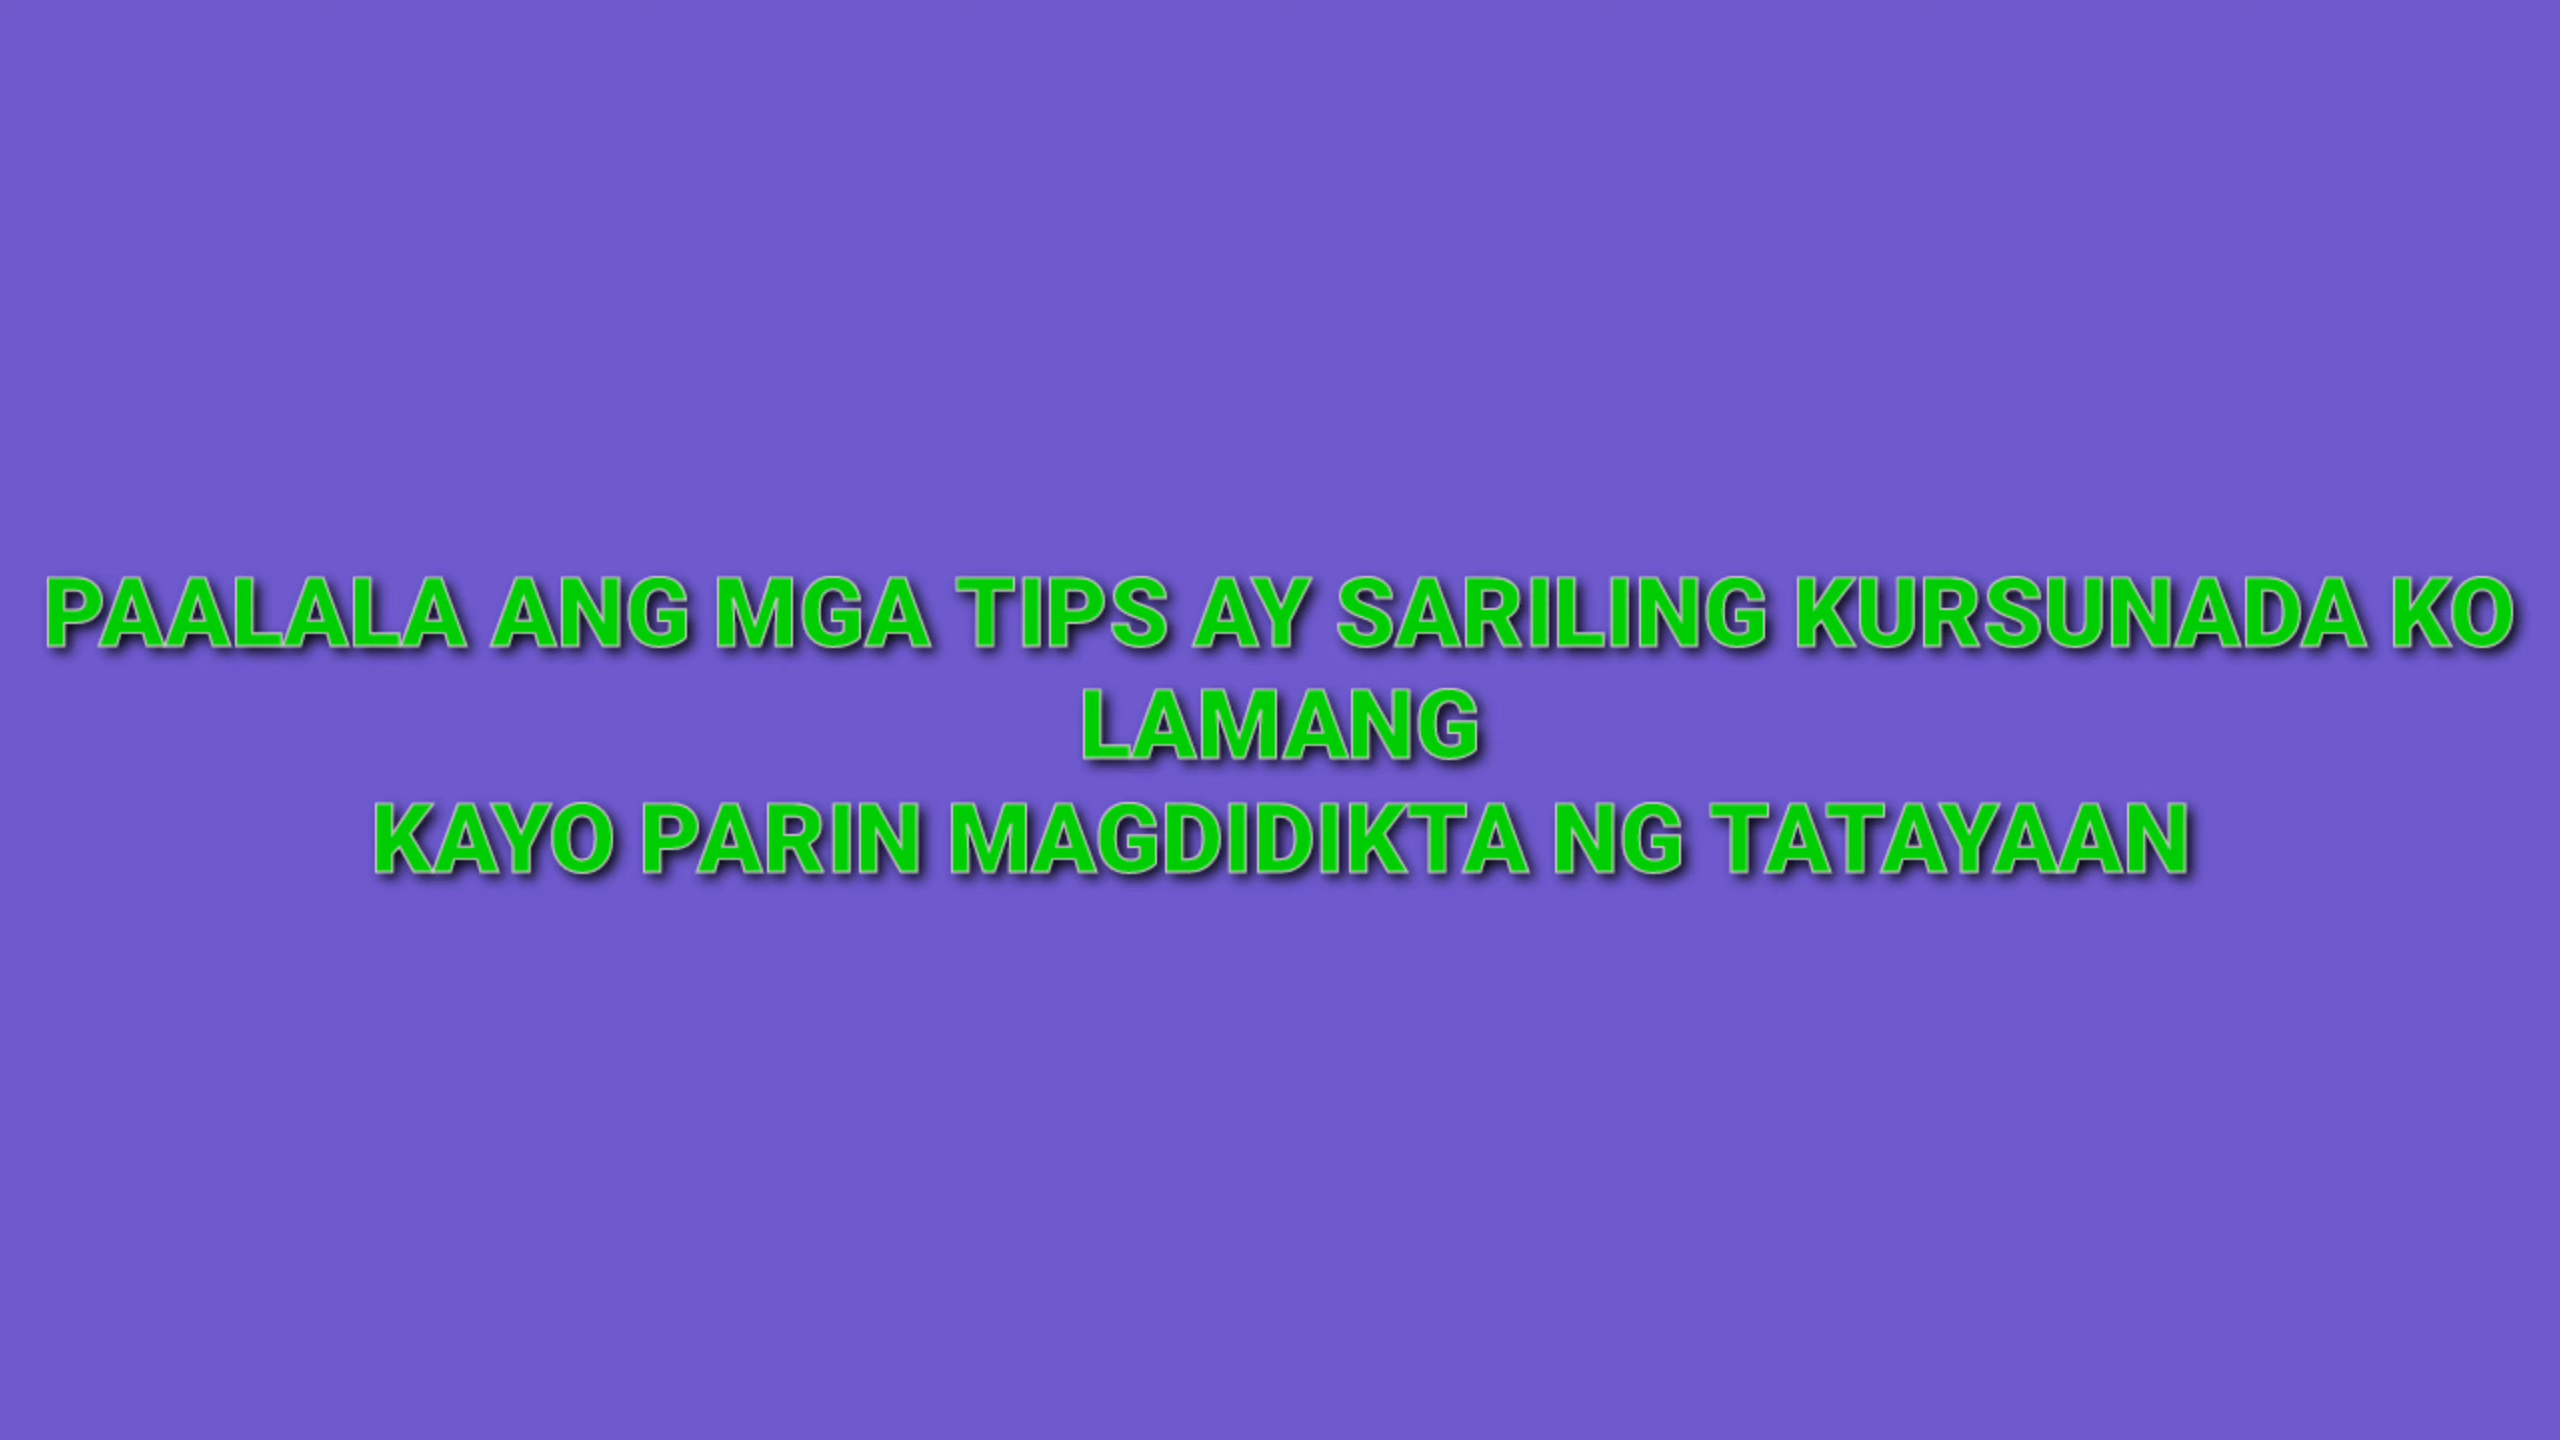 PAALALA ANG MGA TIPS AY SARILING KURSUNADA KO
LAMANG
KAYO PARIN MAGDIDIKTA NG TATAYAAN